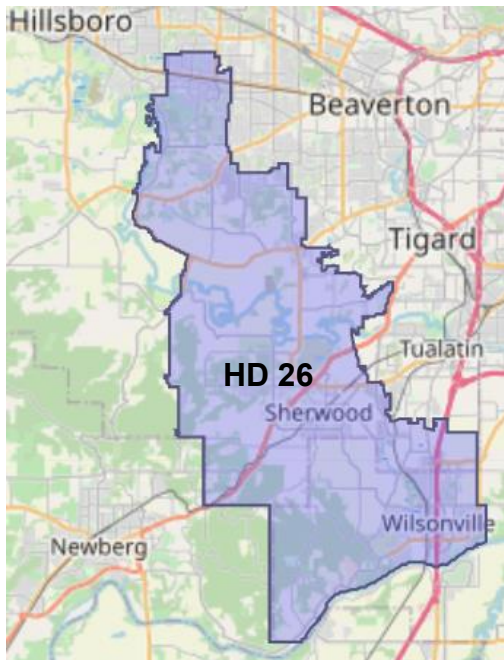 Hillsboro
Beaverton
Tigard
Tualatin
HD 26
Sherwood
Wilsonville
Newberg